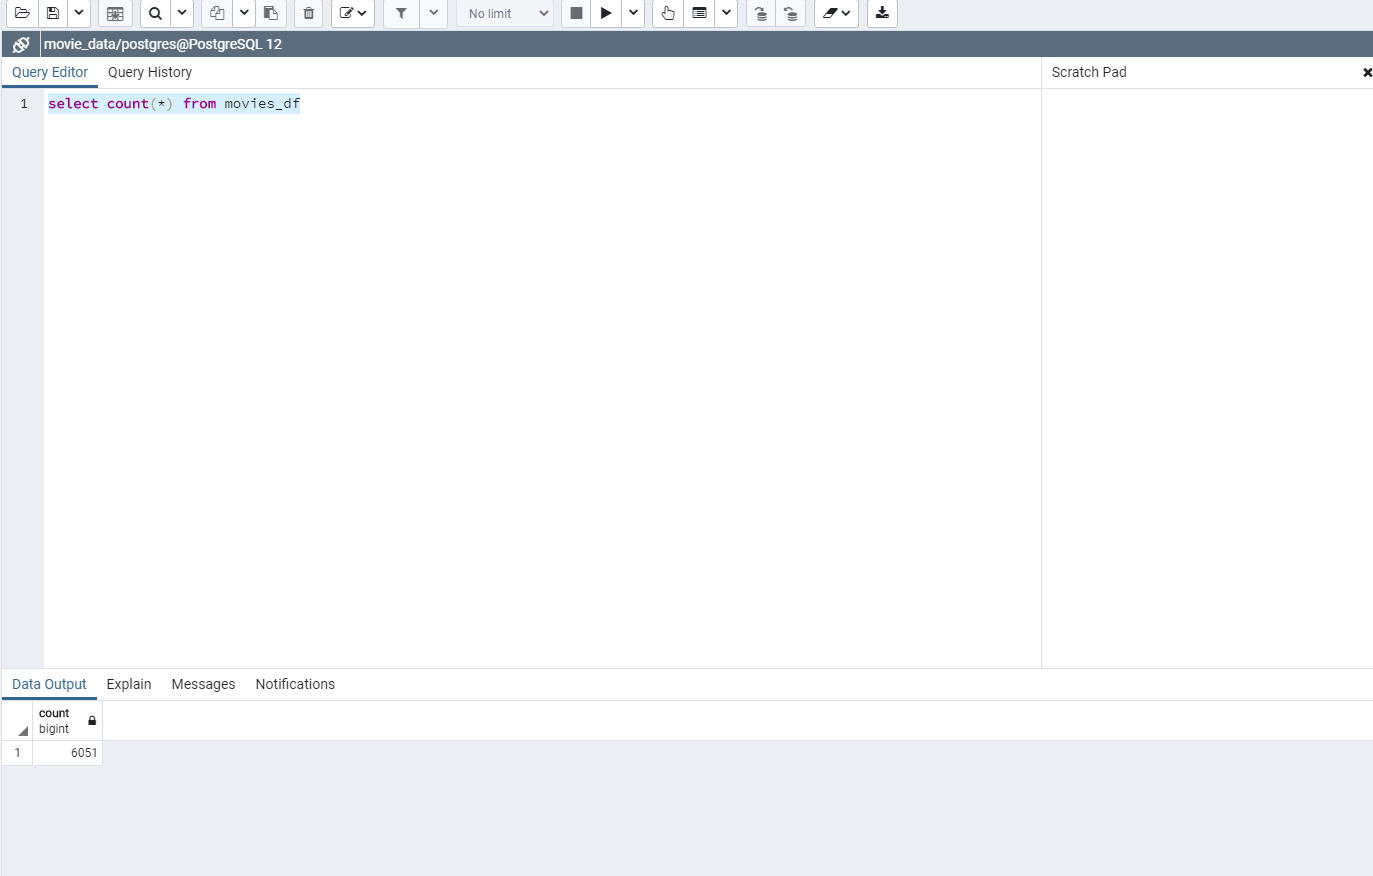 No limit
movie_data/postgres@PostgreSQL 12
Query Editor Query History Scratch Pad
1 select count(*) from movies_df
Data Output Explain Messages Notifications
count
bigint
1 6051